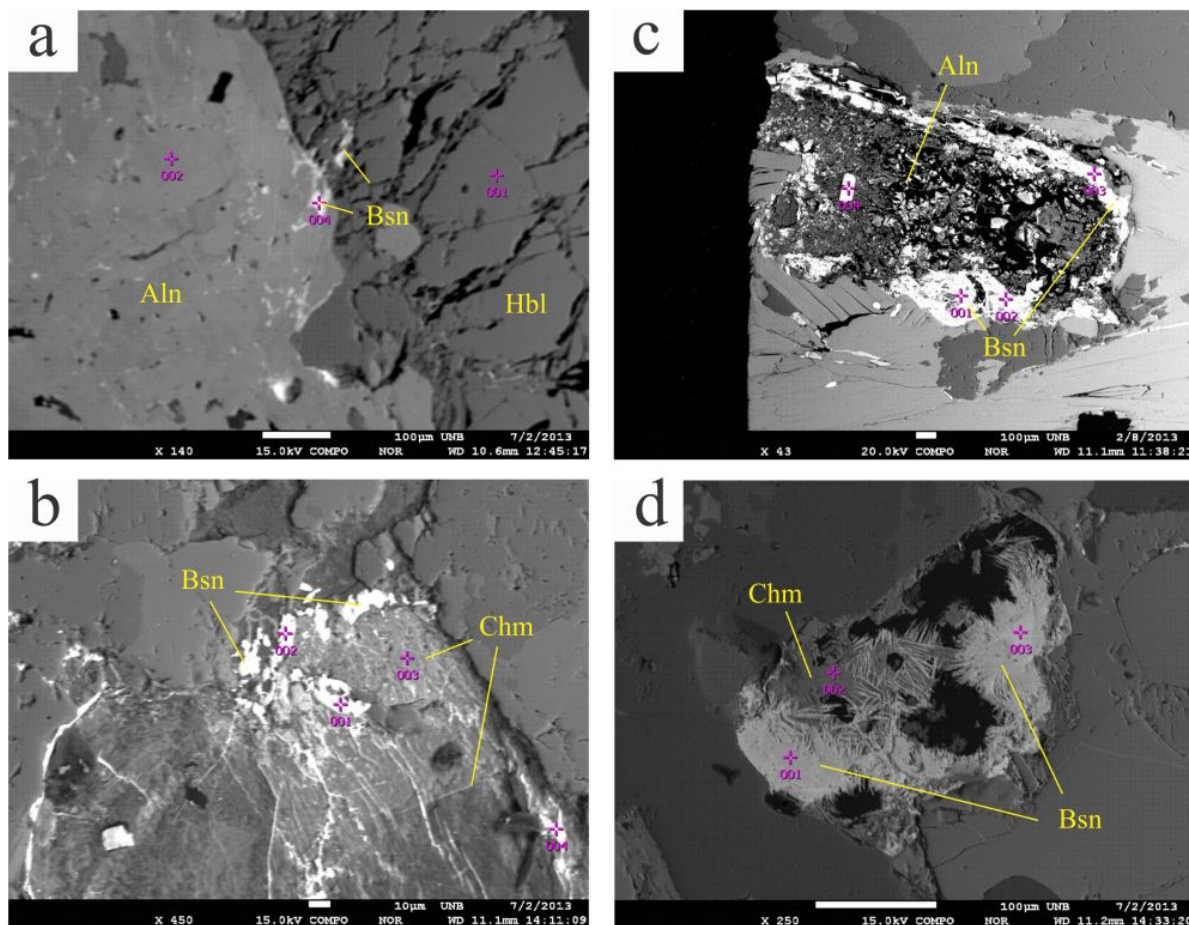 a
002
001
004
Bsn
Aln
Hbl
100µm UNB 7/2/2013
X 140 15.0kV COMPO NOR WD 10.6mm 12:45:17
c
Aln
003
004
001
002
Bsn
100µm UNB 2/8/2013
X 43 20.0kV COMPO NOR WD 11.1mm 11:38:21
b
Bsn
Chm
002
003
001
004
10µm UNB 7/2/2013
X 450 15.0kV COMPO NOR WD 11.1mm 14:11:09
d
Chm
003
002
001
Bsn
100µm UNB 7/2/2013
X 250 15.0kV COMPO NOR WD 11.2mm 14:33:20